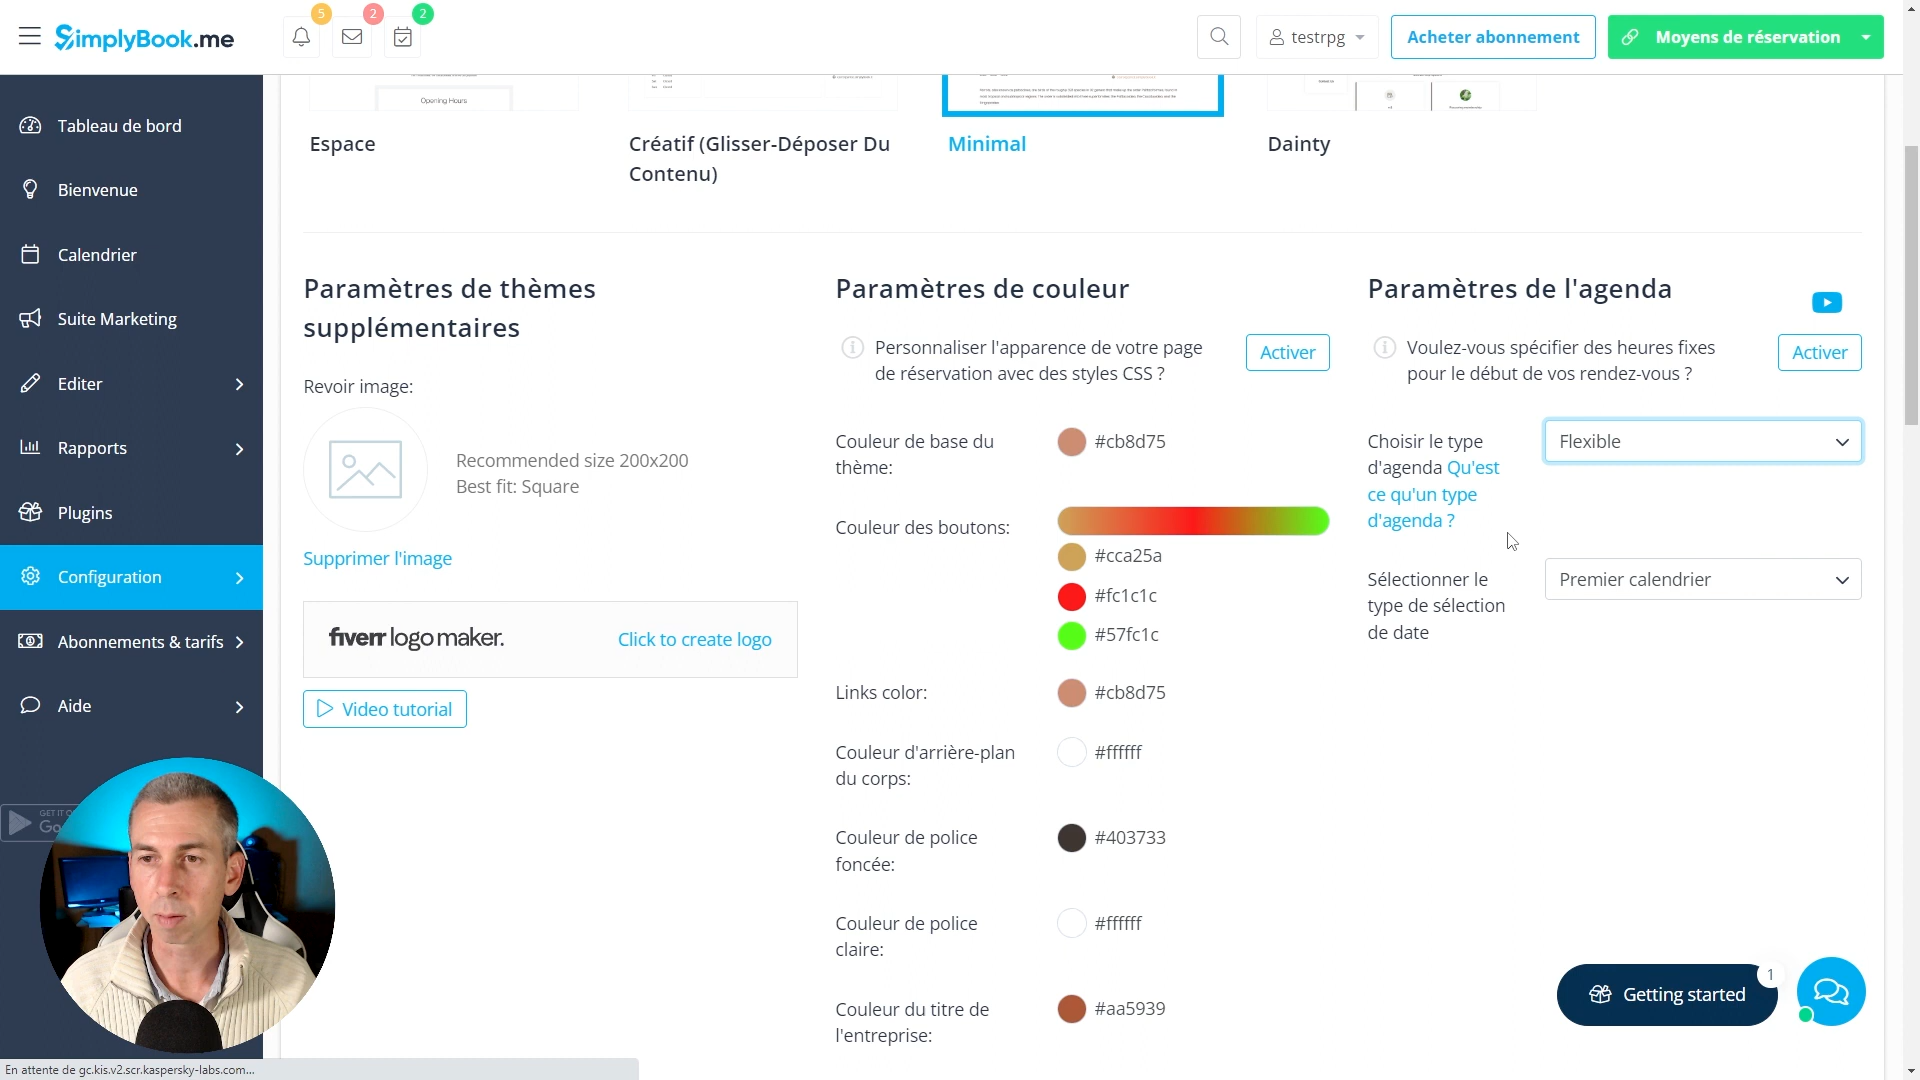 SimplyBook.me
5
2
2
testrpg
Acheter abonnement
Moyens de réservation
Tableau de bord
Bienvenue
Calendrier
Suite Marketing
Editer
Rapports
Plugins
Configuration
Abonnements & tarifs
Aide
GET IT O
Go
Opening Hours
Espace
Créatif (Glisser-Déposer Du
Contenu)
Minimal
Dainty
Paramètres de thèmes
supplémentaires
Revoir image:
Recommended size 200x200
Best fit: Square
Supprimer l'image
fiverr logo maker.
Click to create logo
Video tutorial
Paramètres de couleur
Personnaliser l'apparence de votre page
de réservation avec des styles CSS ?
Activer
Couleur de base du
thème:
#cb8d75
Couleur des boutons:
#cca25a
#fc1c1c
#57fc1c
Links color:
#cb8d75
Couleur d'arrière-plan
du corps:
#ffffff
Couleur de police
foncée:
#403733
Couleur de police
claire:
#ffffff
Couleur du titre de
l'entreprise:
#aa5939
Paramètres de l'agenda
Voulez-vous spécifier des heures fixes
pour le début de vos rendez-vous ?
Activer
Choisir le type
d'agenda Qu'est
ce qu'un type
d'agenda ?
Flexible
Sélectionner le
type de sélection
de date
Premier calendrier
Getting started
1
En attente de gc.kis.v2.scr.kaspersky-labs.com...